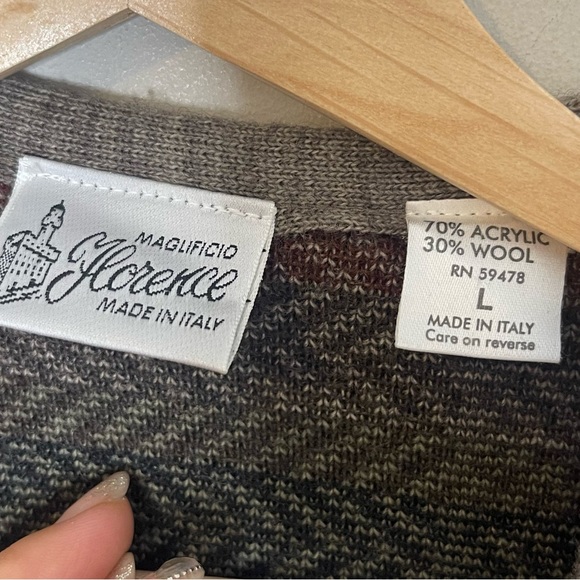 MAGLIFICIO
Florence
MADE IN ITALY
70% ACRYLIC
30% WOOL
RN 59478
L
MADE IN ITALY
Care on reverse